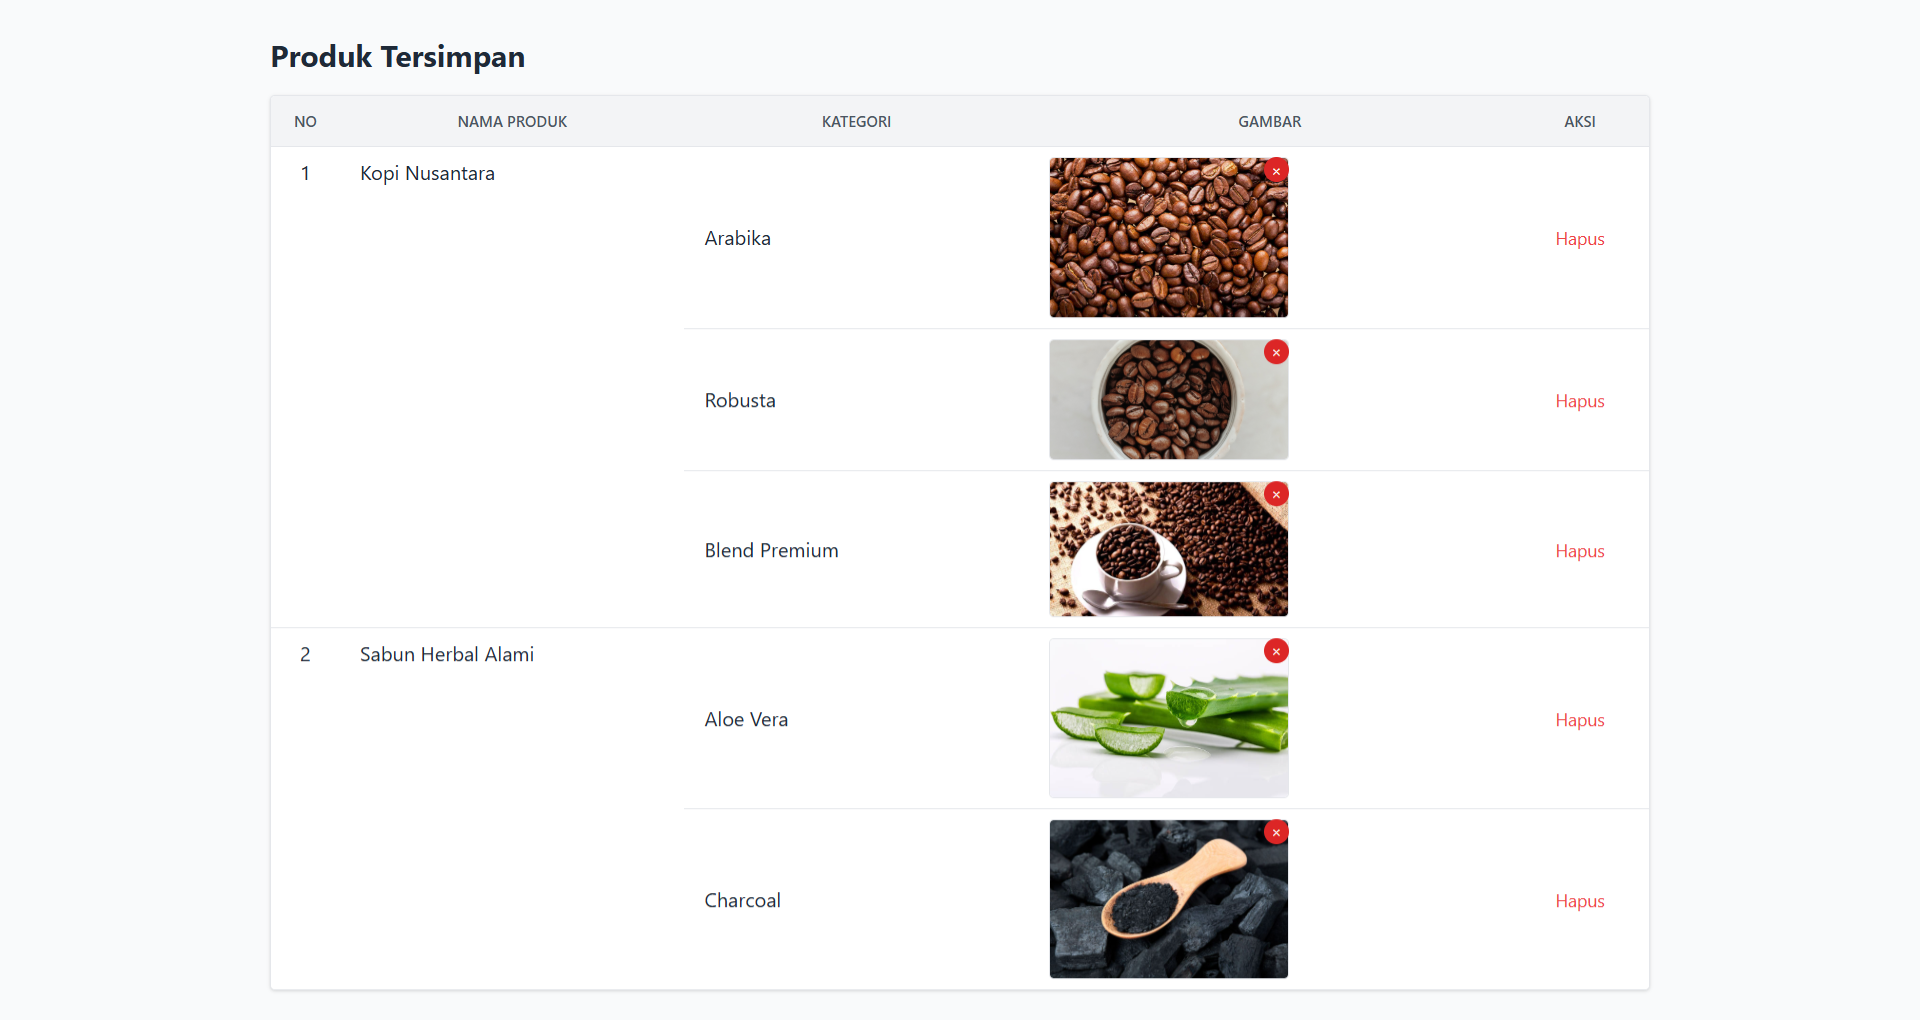 Produk Tersimpan
NO NAMA PRODUK KATEGORI GAMBAR AKSI
1 Kopi Nusantara
×
Arabika Hapus
×
Robusta Hapus
×
Blend Premium Hapus
2 Sabun Herbal Alami
×
Aloe Vera Hapus
×
Charcoal Hapus